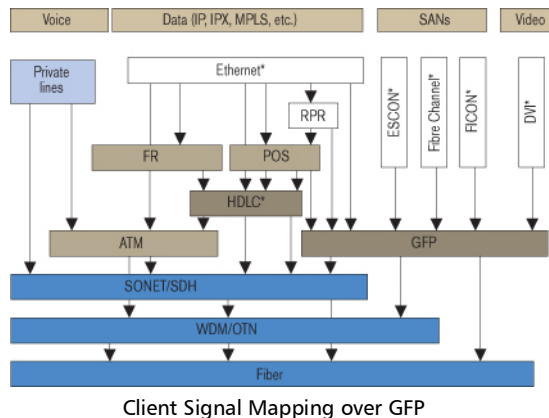 Voice
Data (IP, IPX, MPLS, etc.)
SANs
Video
Private
lines
Ethernet*
RPR
ESCON*
Fibre Channel*
FICON*
DVI*
FR
POS
HDLC*
ATM
GFP
SONET/SDH
WDM/OTN
Fiber
Client Signal Mapping over GFP